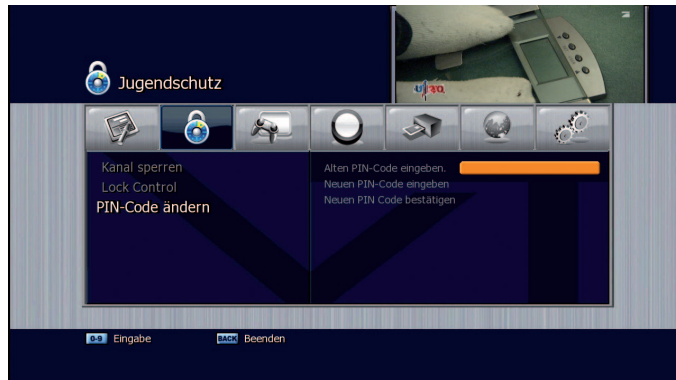 Jugendschutz
Kanal sperren
Lock Control
PIN-Code ändern
Alten PIN-Code eingeben.
Neuen PIN-Code eingeben
Neuen PIN Code bestätigen
0-9 Eingabe
BACK Beenden